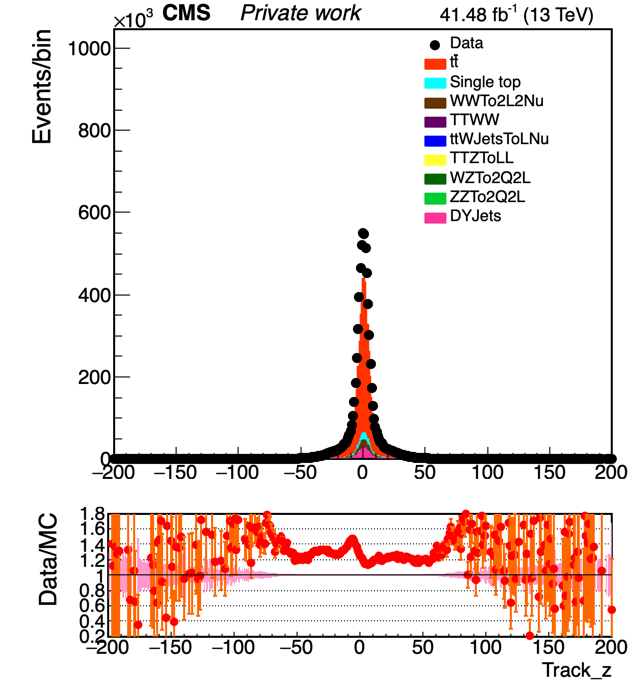 ×10³ CMS Private work 41.48 fb⁻¹ (13 TeV)
Events/bin
1000
800
600
400
200
0
Data
tt̄
Single top
WWTo2L2Nu
TTWW
ttWJetsToLNu
TTZToLL
WZTo2Q2L
ZZTo2Q2L
DYJets
−200 −150 −100 −50 0 50 100 150 200
Data/MC
1.8
1.6
1.4
1.2
1
0.8
0.6
0.4
0.2
−200 −150 −100 −50 0 50 100 150 200
Track_z